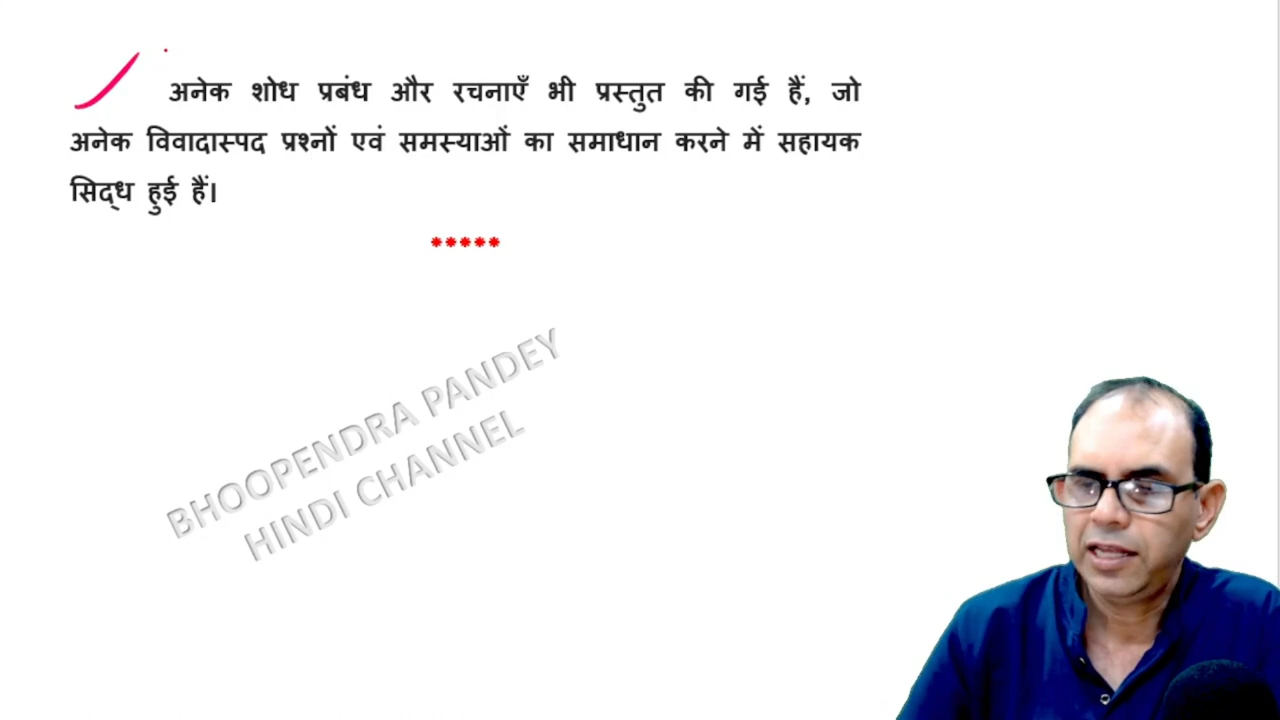 अनेक शोध प्रबंध और रचनाएँ भी प्रस्तुत की गई हैं, जो
अनेक विवादास्पद प्रश्नों एवं समस्याओं का समाधान करने में सहायक
सिद्ध हुई हैं।
*****
BHOOPENDRA PANDEY
HINDI CHANNEL